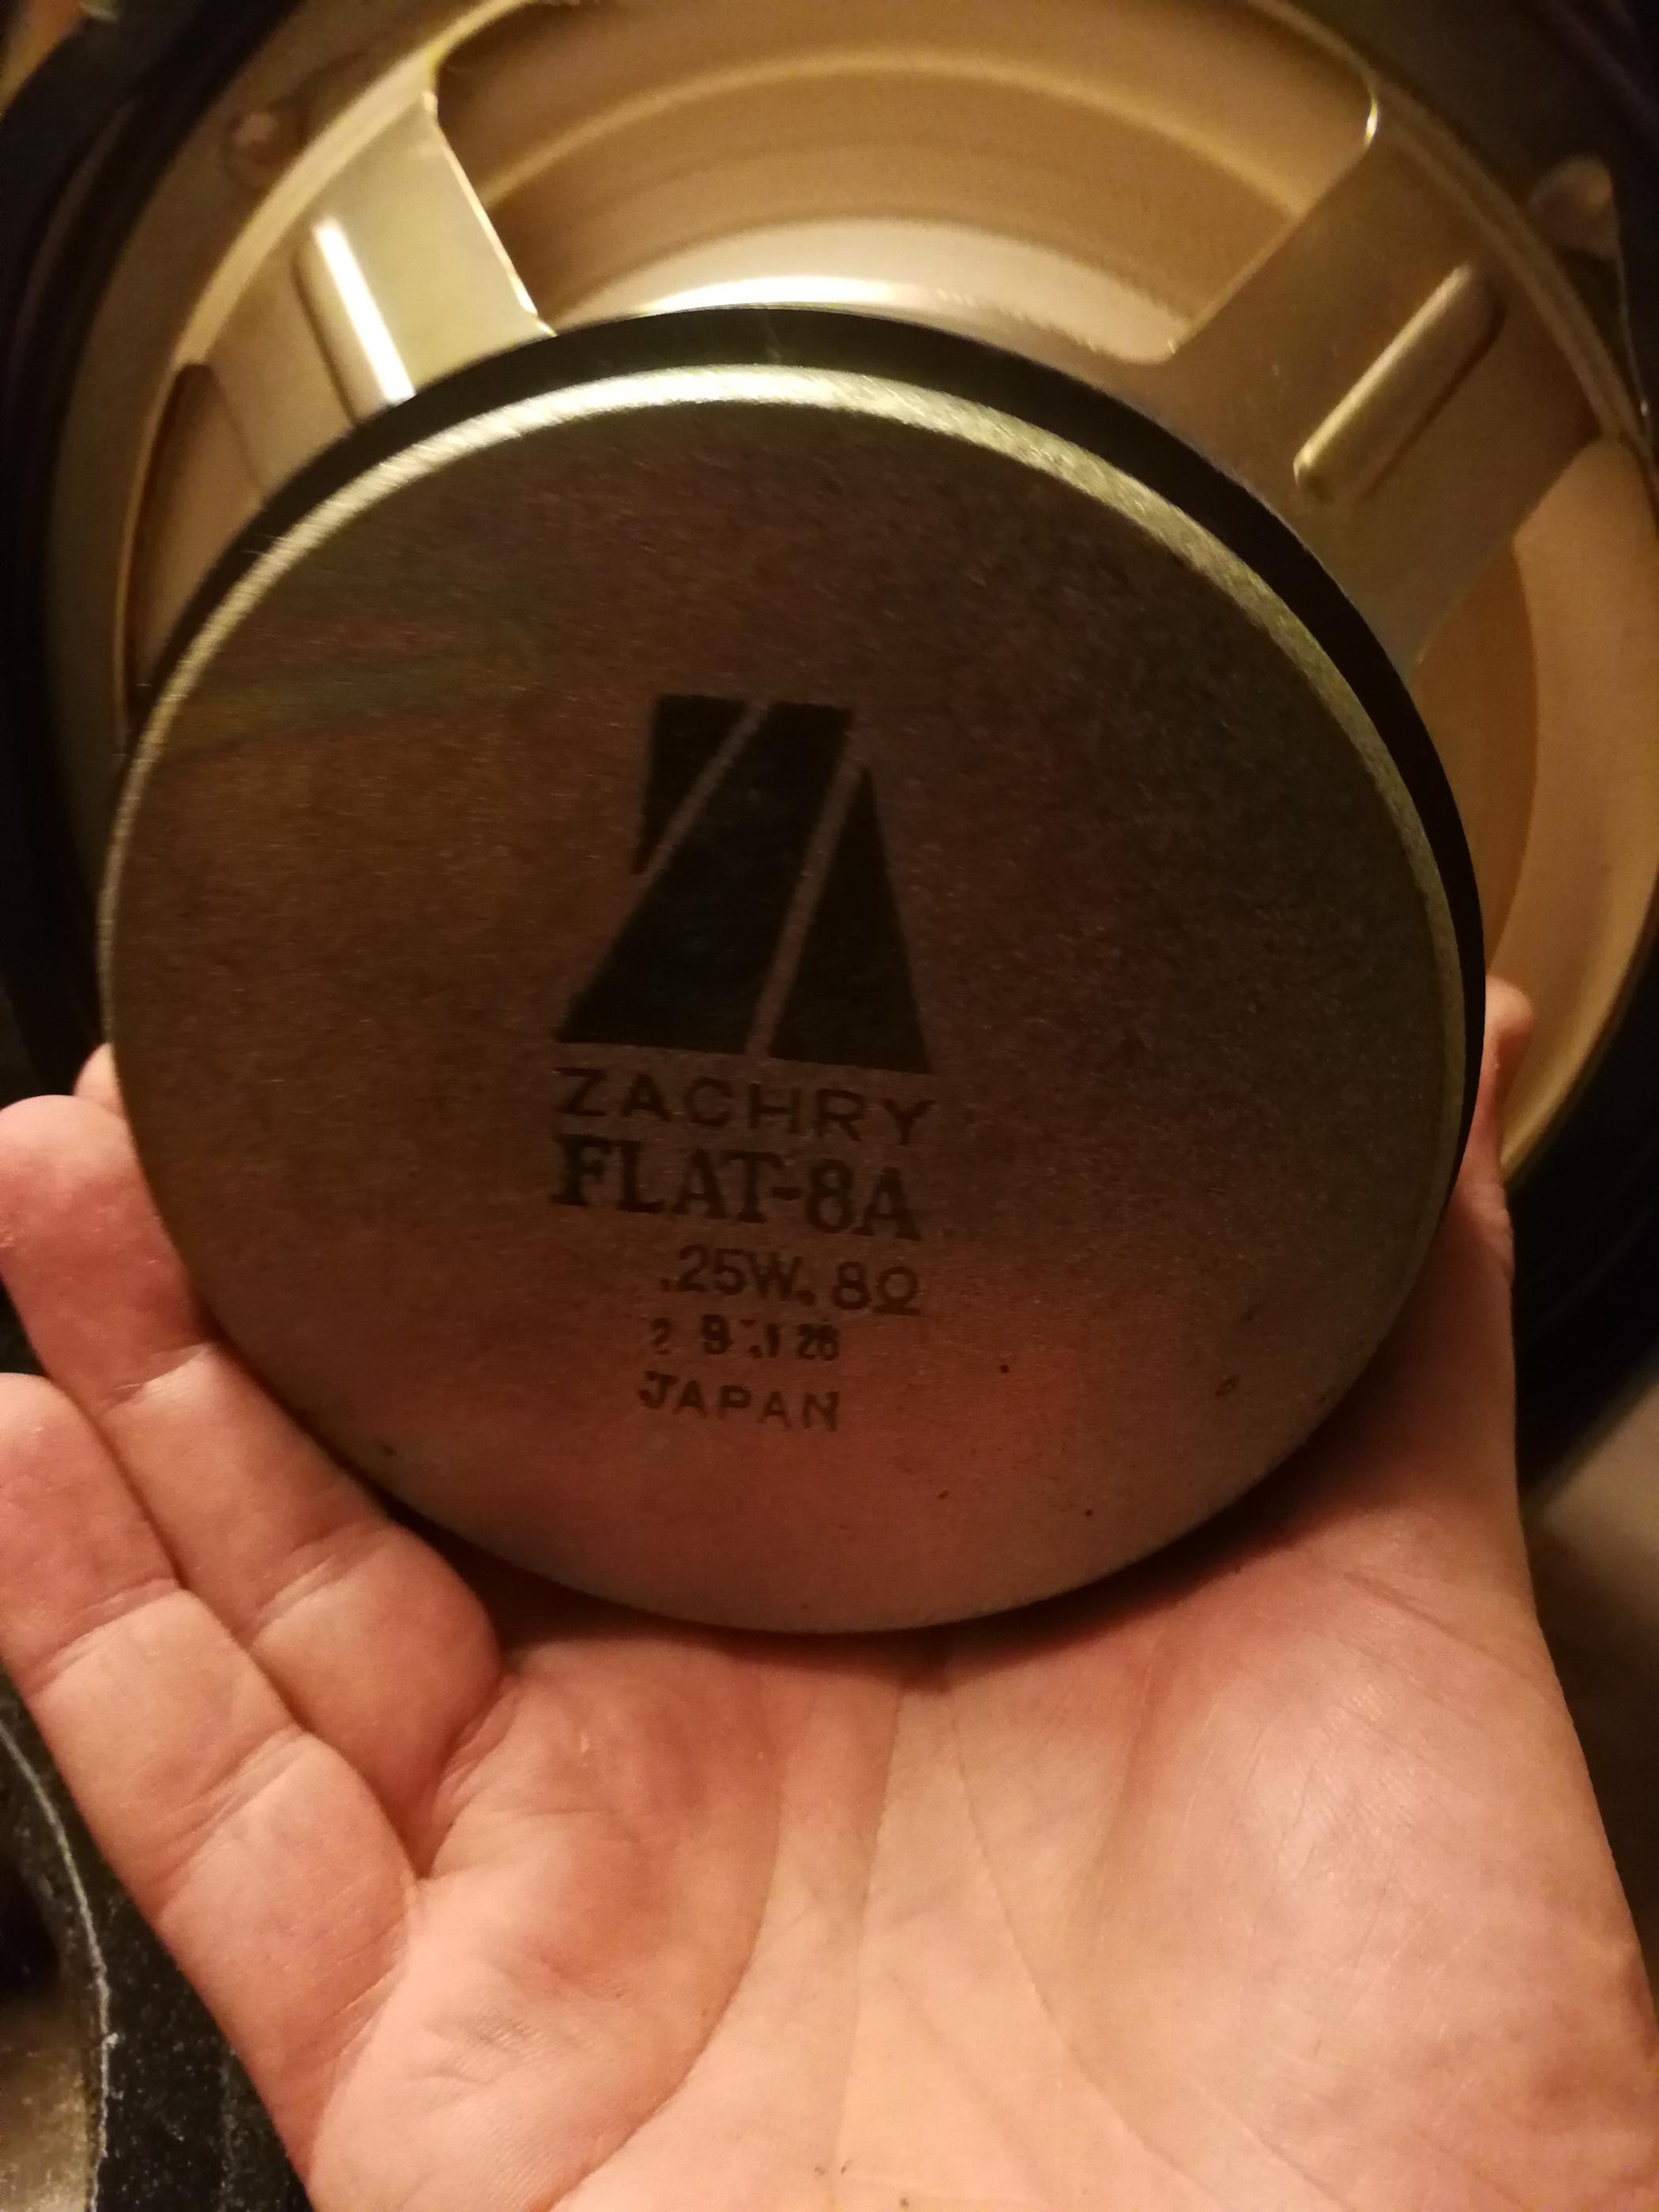 ZACHRY
FLAT-8A
25W. 8Ω
JAPAN